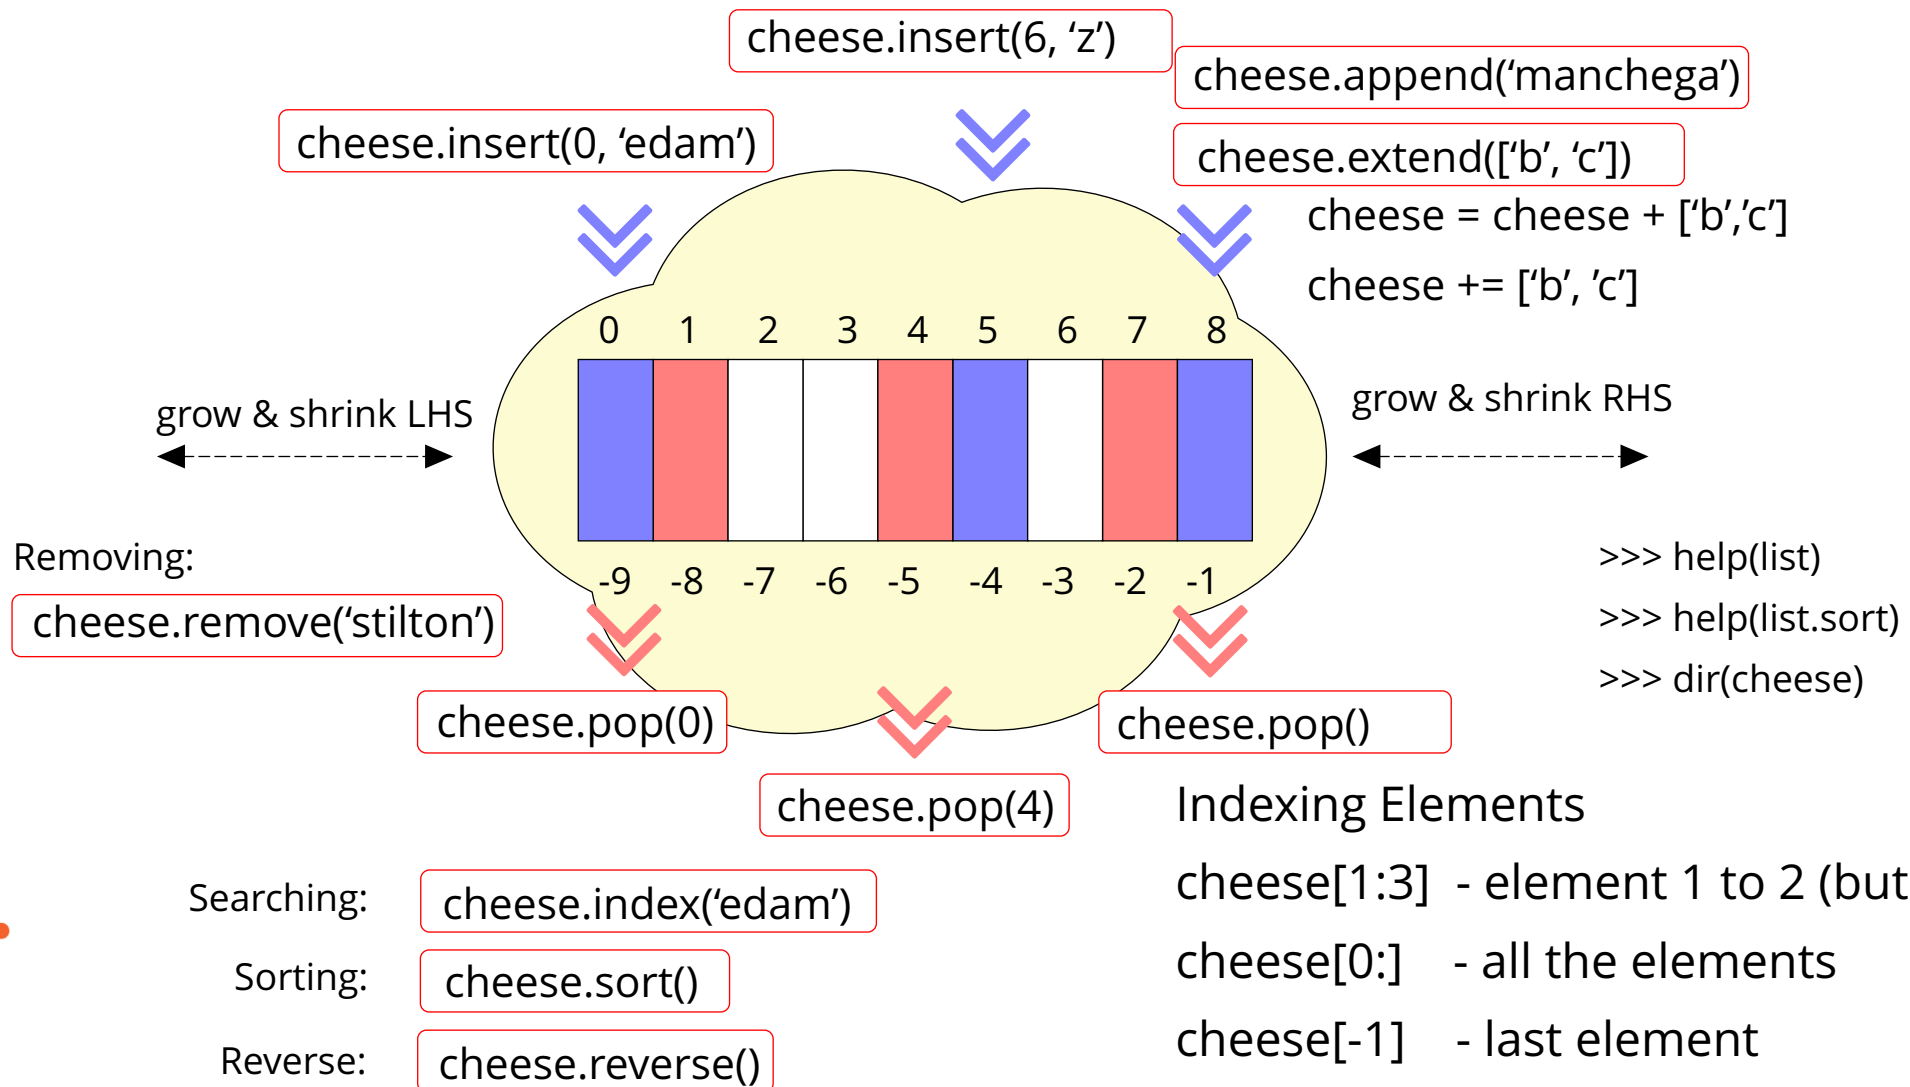 cheese.insert(6, ‘z’)
cheese.append(‘manchega’)
cheese.insert(0, ‘edam’)
cheese.extend([‘b’, ‘c’])
cheese = cheese + [‘b’,’c’]
cheese += [‘b’, ’c’]
0 1 2 3 4 5 6 7 8
grow & shrink LHS
grow & shrink RHS
-9 -8 -7 -6 -5 -4 -3 -2 -1
Removing:
cheese.remove(‘stilton’)
>>> help(list)
>>> help(list.sort)
>>> dir(cheese)
cheese.pop(0)
cheese.pop()
cheese.pop(4)
Indexing Elements
cheese[1:3] - element 1 to 2 (but
cheese[0:] - all the elements
cheese[-1] - last element
Searching:
cheese.index(‘edam’)
Sorting:
cheese.sort()
Reverse:
cheese.reverse()